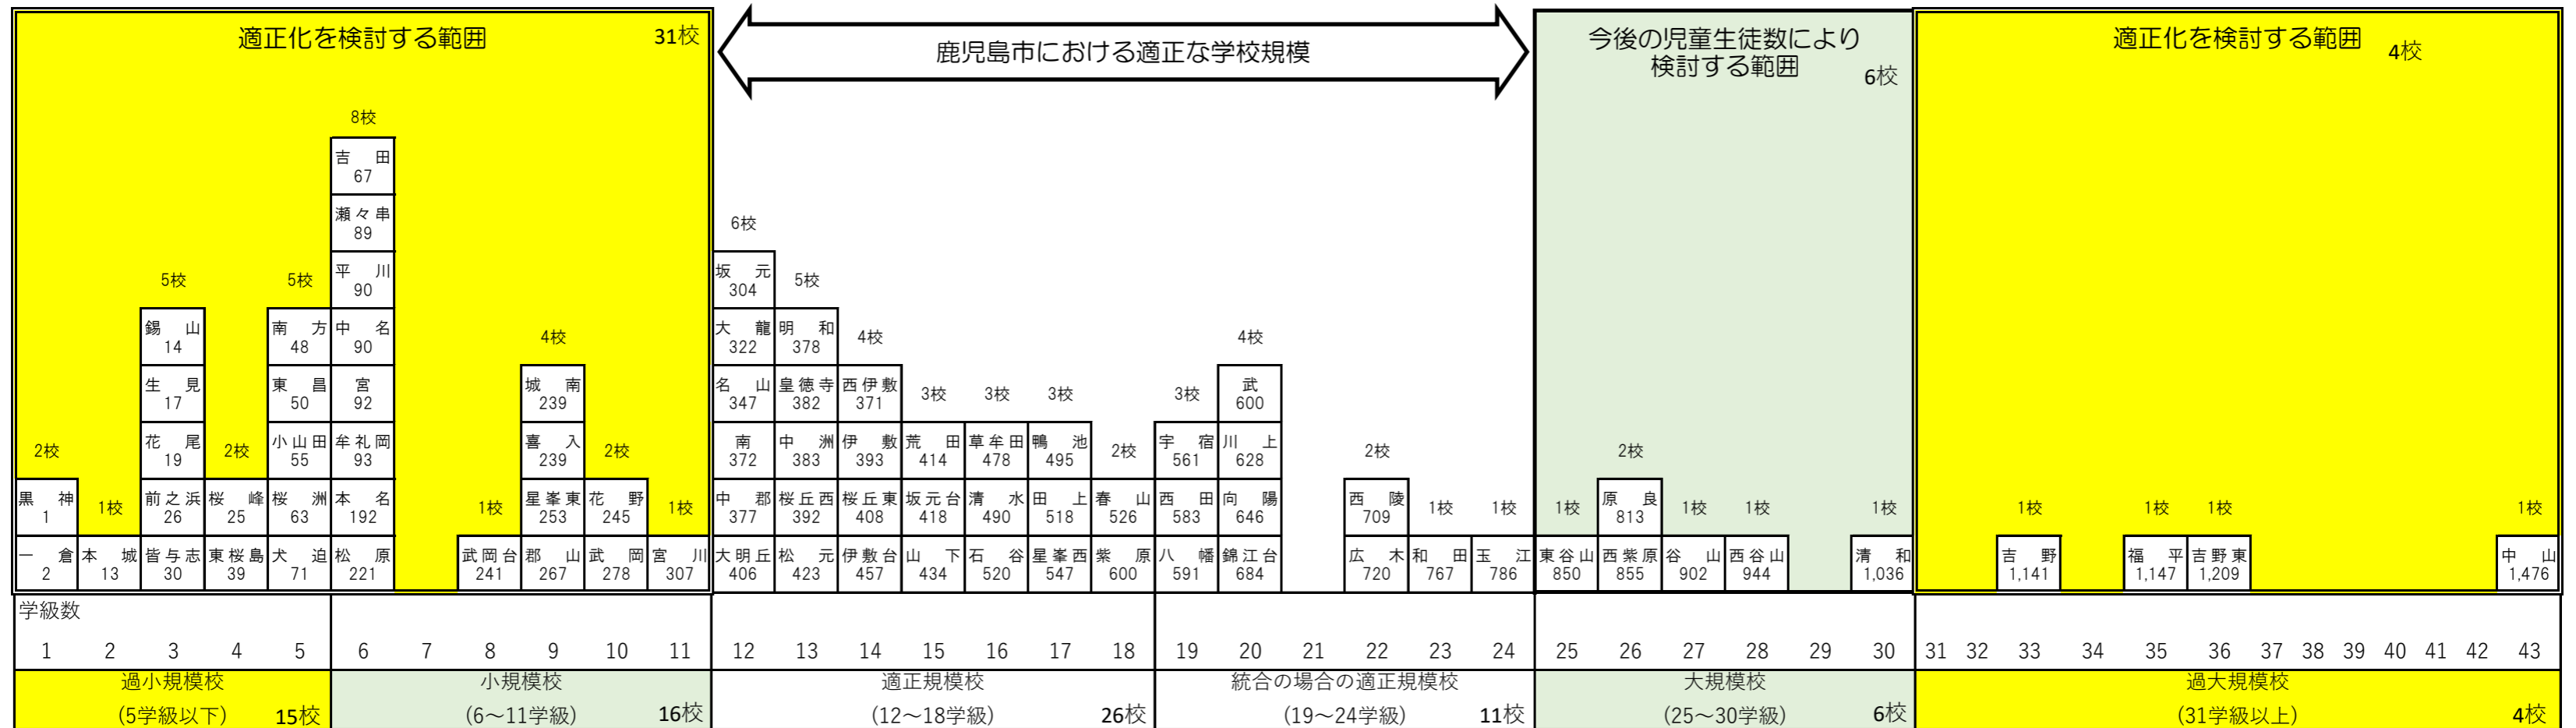 適正化を検討する範囲 31校
鹿児島市における適正な学校規模
今後の児童生徒数により
検討する範囲 6校
適正化を検討する範囲 4校
8校
吉田
67
瀬々串
89
6校
5校 5校
平川
90
坂元
304
5校
錫山
14
南方
48
中名
90
4校
大龍
322
明和
378
4校
4校
生見
17
東昌
50
宮
92
城南
239
名山
347
皇徳寺
382
西伊敷
371
3校 3校 3校 3校
武
600
2校
花尾
19
2校
小山田
55
牟礼岡
93
喜入
239
2校
南
372
中洲
383
伊敷
393
荒田
414
草牟田
478
鴨池
495
2校
宇宿
561
川上
628
2校 2校
黒神
1
1校
前之浜
26
桜峰
25
桜洲
63
本名
192
1校
星峯東
253
花野
245
1校
中郡
377
桜丘西
392
桜丘東
408
坂元台
418
清水
490
田上
518
春山
526
西田
583
向陽
646
西陵
709
1校 1校 1校
原良
813
1校 1校 1校 1校 1校 1校 1校
一倉
2
本城
13
皆与志
30
東桜島
39
犬迫
71
松原
221
武岡台
241
郡山
267
武岡
278
宮川
307
大明丘
406
松元
423
伊敷台
457
山下
434
石谷
520
星峯西
547
紫原
600
八幡
591
錦江台
684
広木
720
和田
767
玉江
786
東谷山
850
西紫原
855
谷山
902
西谷山
944
清和
1,036
吉野
1,141
福平
1,147
吉野東
1,209
中山
1,476
学級数
1 2 3 4 5 6 7 8 9 10 11 12 13 14 15 16 17 18 19 20 21 22 23 24 25 26 27 28 29 30 31 32 33 34 35 36 37 38 39 40 41 42 43
過小規模校
(5学級以下) 15校
小規模校
(6～11学級) 16校
適正規模校
(12～18学級) 26校
統合の場合の適正規模校
(19～24学級) 11校
大規模校
(25～30学級) 6校
過大規模校
(31学級以上) 4校